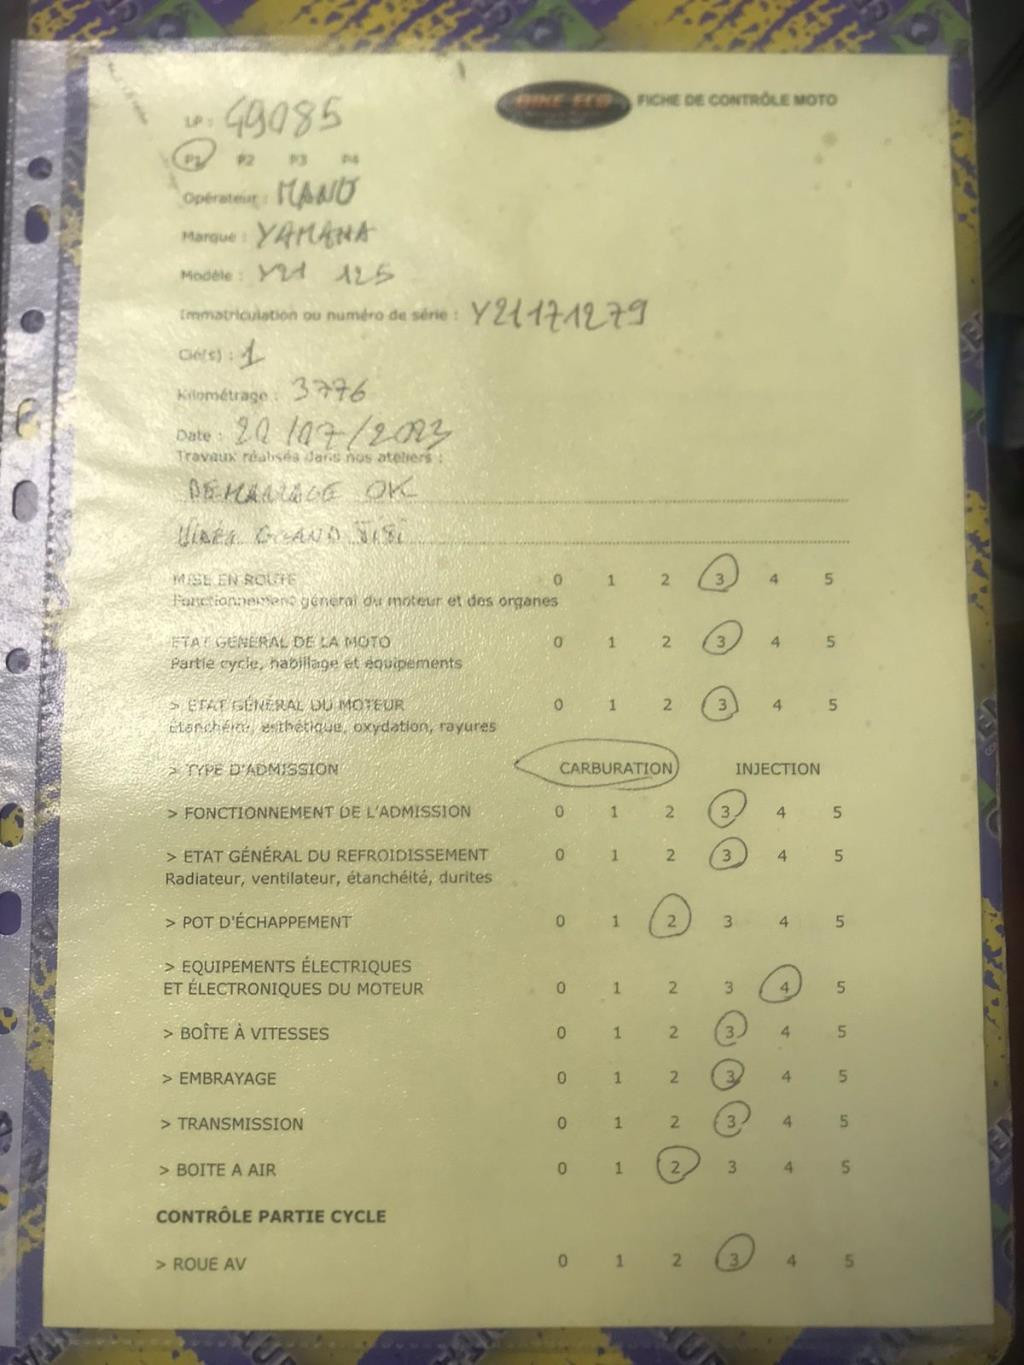 BIKE ECO FICHE DE CONTRÔLE MOTO
LP : 49085
P1 P2 P3 P4
Opérateur : MANU
Marque : YAMAHA
Modèle : 125
Immatriculation ou numéro de série : Y21171279
Clé(s) : 1
Kilométrage : 3776
Date : /07/2023
Travaux réalisés dans nos ateliers :
DEMARRAGE OK
MISE EN ROUTE 0 1 2 3 4 5
Fonctionnement général du moteur et des organes
ETAT GENERAL DE LA MOTO 0 1 2 3 4 5
Partie cycle, habillage et équipements
> ETAT GÉNÉRAL DU MOTEUR 0 1 2 3 4 5
Etanchéité, esthétique, oxydation, rayures
> TYPE D'ADMISSION CARBURATION INJECTION
> FONCTIONNEMENT DE L'ADMISSION 0 1 2 3 4 5
> ETAT GÉNÉRAL DU REFROIDISSEMENT 0 1 2 3 4 5
Radiateur, ventilateur, étanchéité, durites
> POT D'ÉCHAPPEMENT 0 1 2 3 4 5
> EQUIPEMENTS ÉLECTRIQUES
ET ÉLECTRONIQUES DU MOTEUR 0 1 2 3 4 5
> BOÎTE À VITESSES 0 1 2 3 4 5
> EMBRAYAGE 0 1 2 3 4 5
> TRANSMISSION 0 1 2 3 4 5
> BOITE A AIR 0 1 2 3 4 5
CONTRÔLE PARTIE CYCLE
> ROUE AV 0 1 2 3 4 5